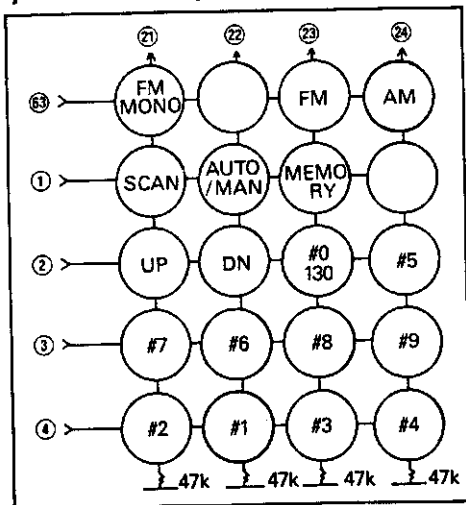 21 22 23 24
63 FM MONO FM AM
1 SCAN AUTO /MAN MEMO RY
2 UP DN #0 130 #5
3 #7 #6 #8 #9
4 #2 #1 #3 #4
47k 47k 47k 47k